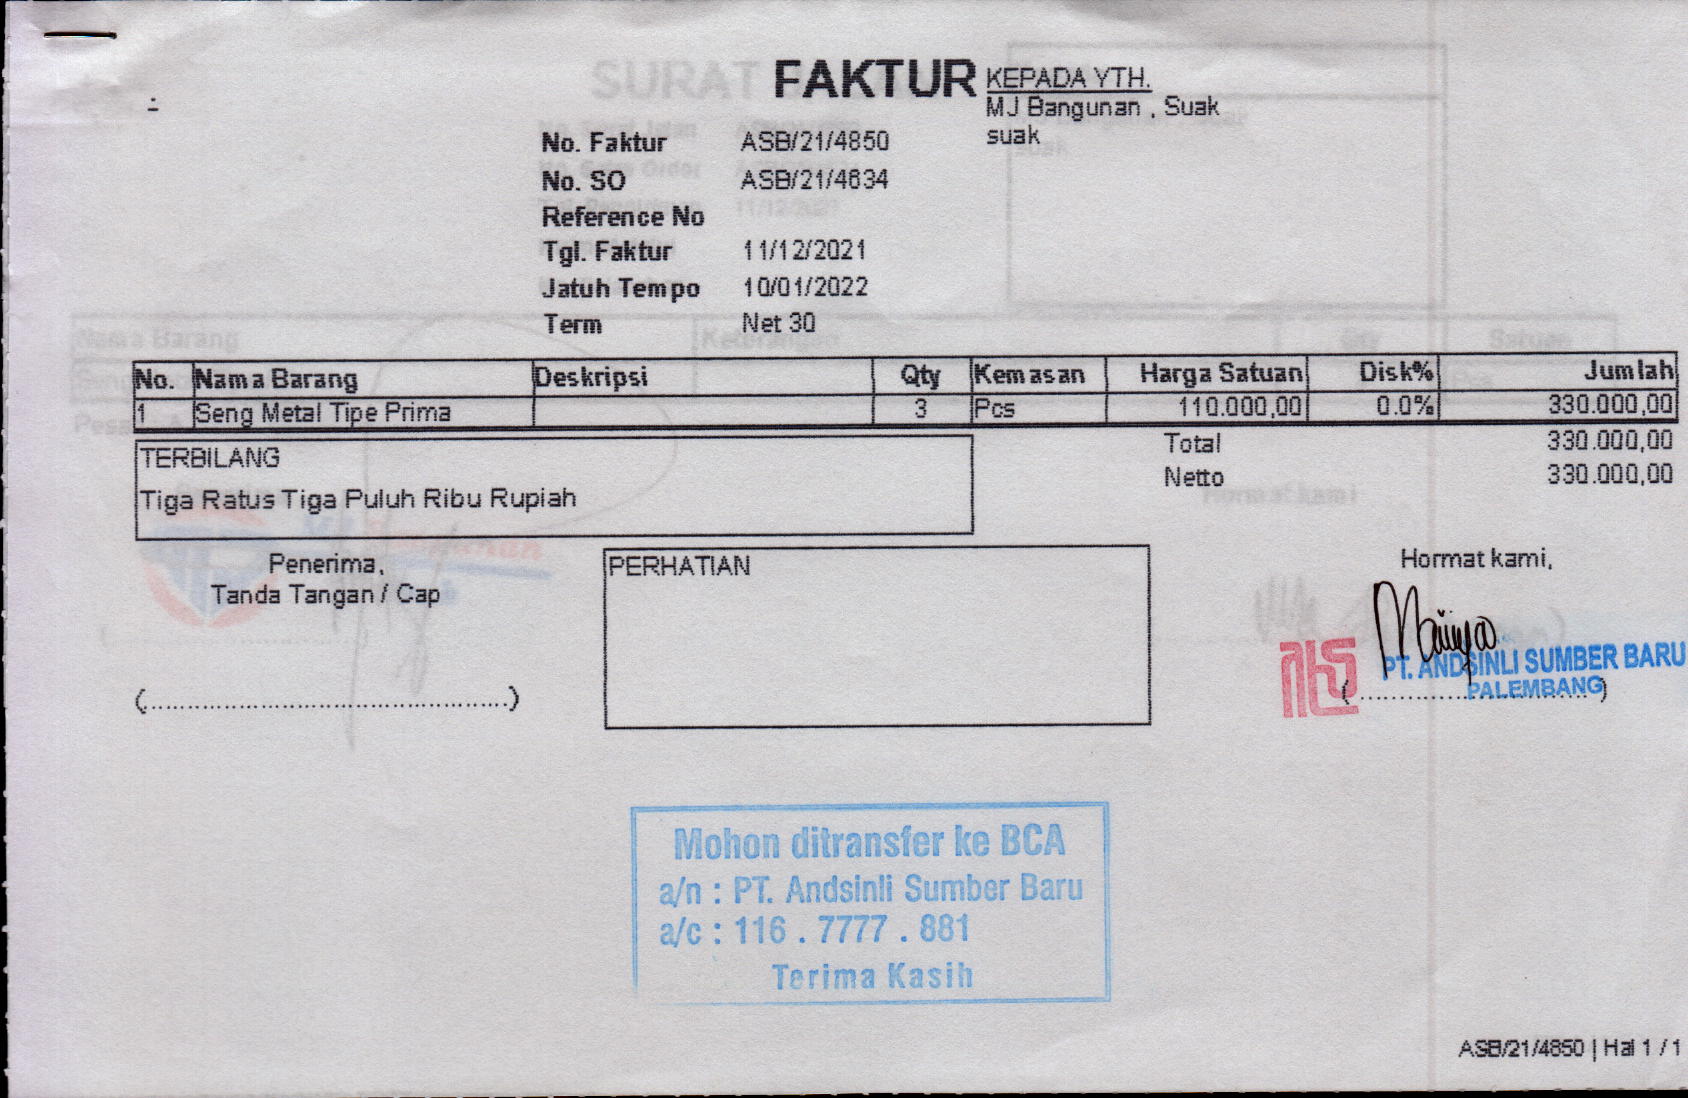 FAKTUR
KEPADA YTH.
MJ Bangunan , Suak
suak
No. Faktur ASB/21/4850
No. SO ASB/21/4634
Reference No
Tgl. Faktur 11/12/2021
Jatuh Tempo 10/01/2022
Term Net 30
No. Nama Barang Deskripsi Qty Kemasan Harga Satuan Disk% Jumlah
1 Seng Metal Tipe Prima 3 Pcs 110.000,00 0.0% 330.000,00
Total 330.000,00
Netto 330.000,00
TERBILANG
Tiga Ratus Tiga Puluh Ribu Rupiah
Penerima,
Tanda Tangan / Cap
(..............................................)
PERHATIAN
Hormat kami,
PT. ANDSINLI SUMBER BARU
PALEMBANG
Mohon ditransfer ke BCA
a/n : PT. Andsinli Sumber Baru
a/c : 116 . 7777 . 881
Terima Kasih
ASB/21/4850 | Hal 1 / 1